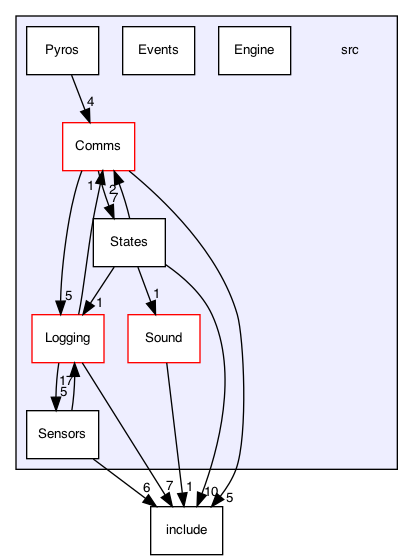 Pyros
Events
Engine
src
4
Comms
1
2
7
States
5
1
1
Logging
Sound
17
5
Sensors
6
7
1
10
5
include